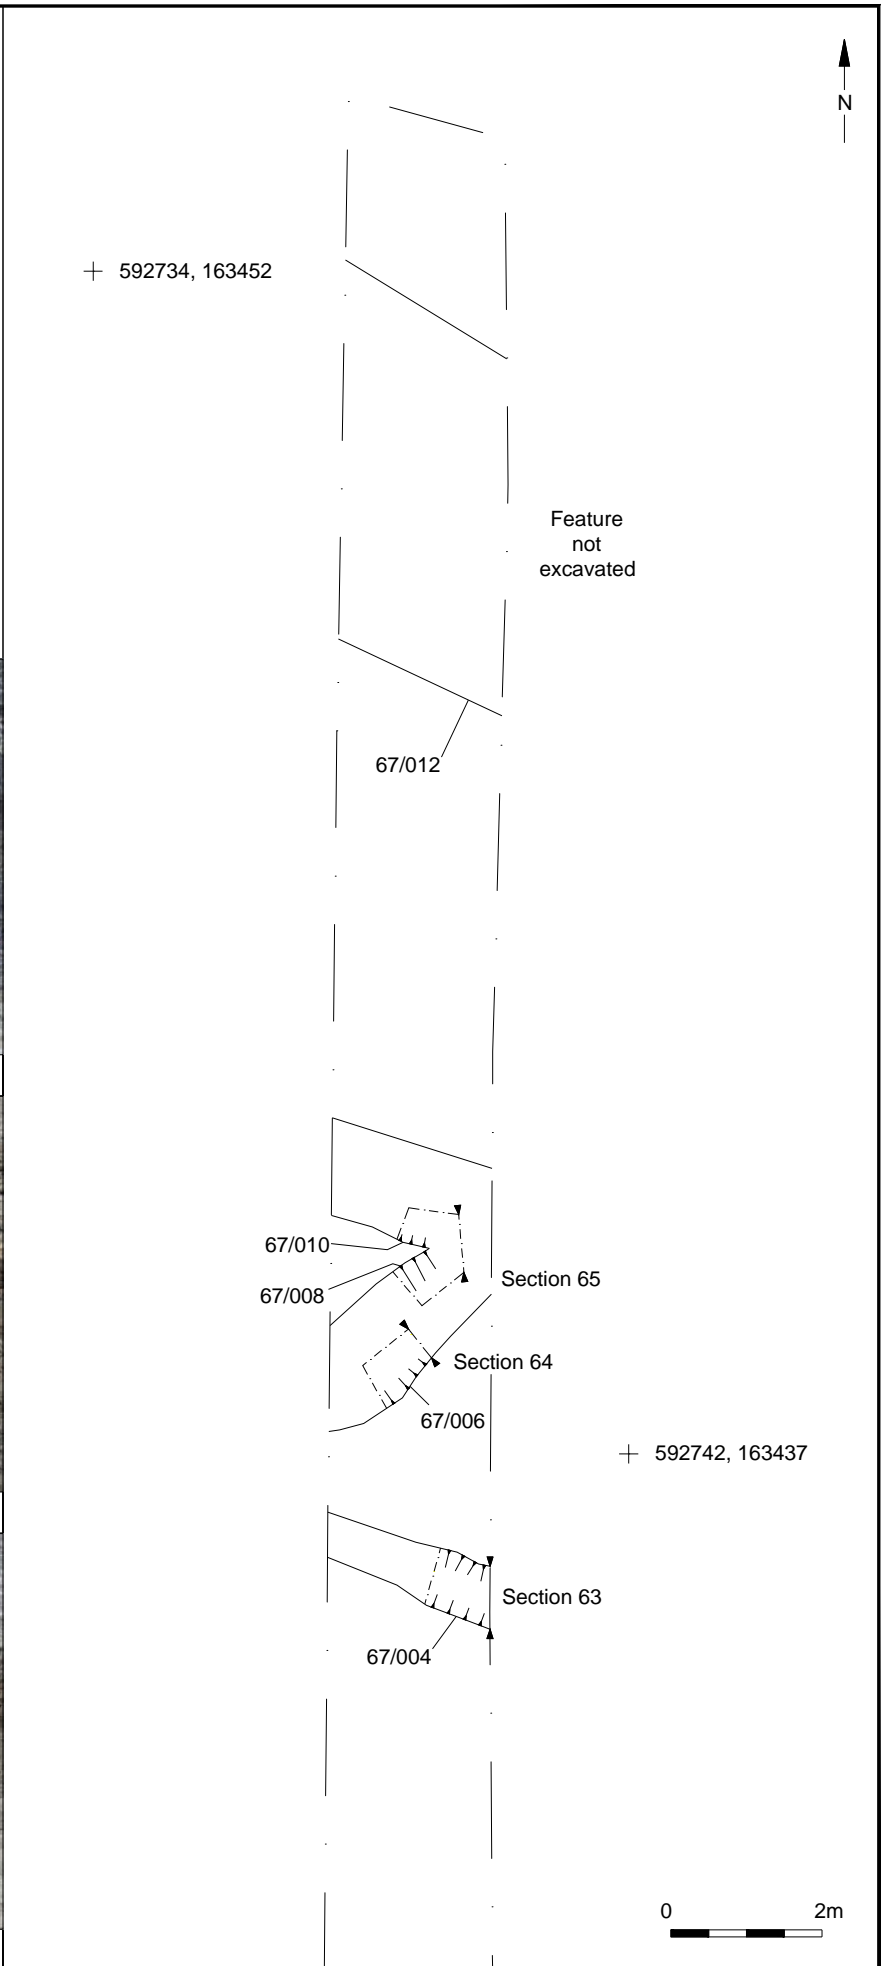 N
592734, 163452
Feature
not
excavated
67/012
67/010
67/008
Section 65
Section 64
67/006
592742, 163437
Section 63
67/004
0 2m